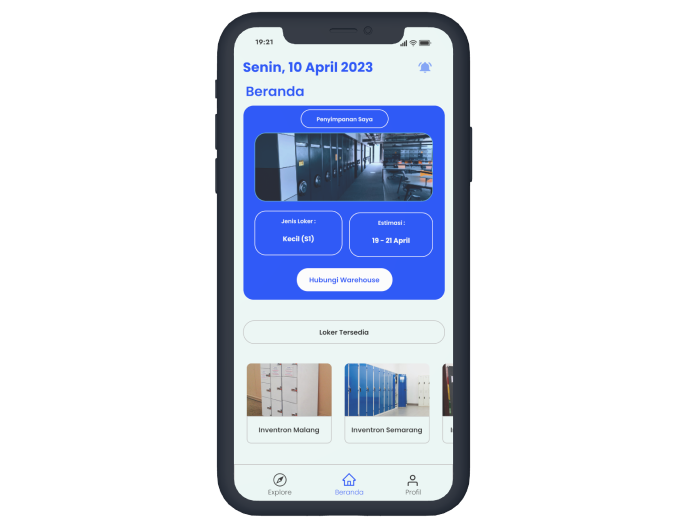 19:21
Senin, 10 April 2023
Beranda
Penyimpanan Saya
Jenis Loker :
Kecil (S1)
Estimasi :
19 - 21 April
Hubungi Warehouse
Loker Tersedia
Inventron Malang
Inventron Semarang
Explore
Beranda
Profil